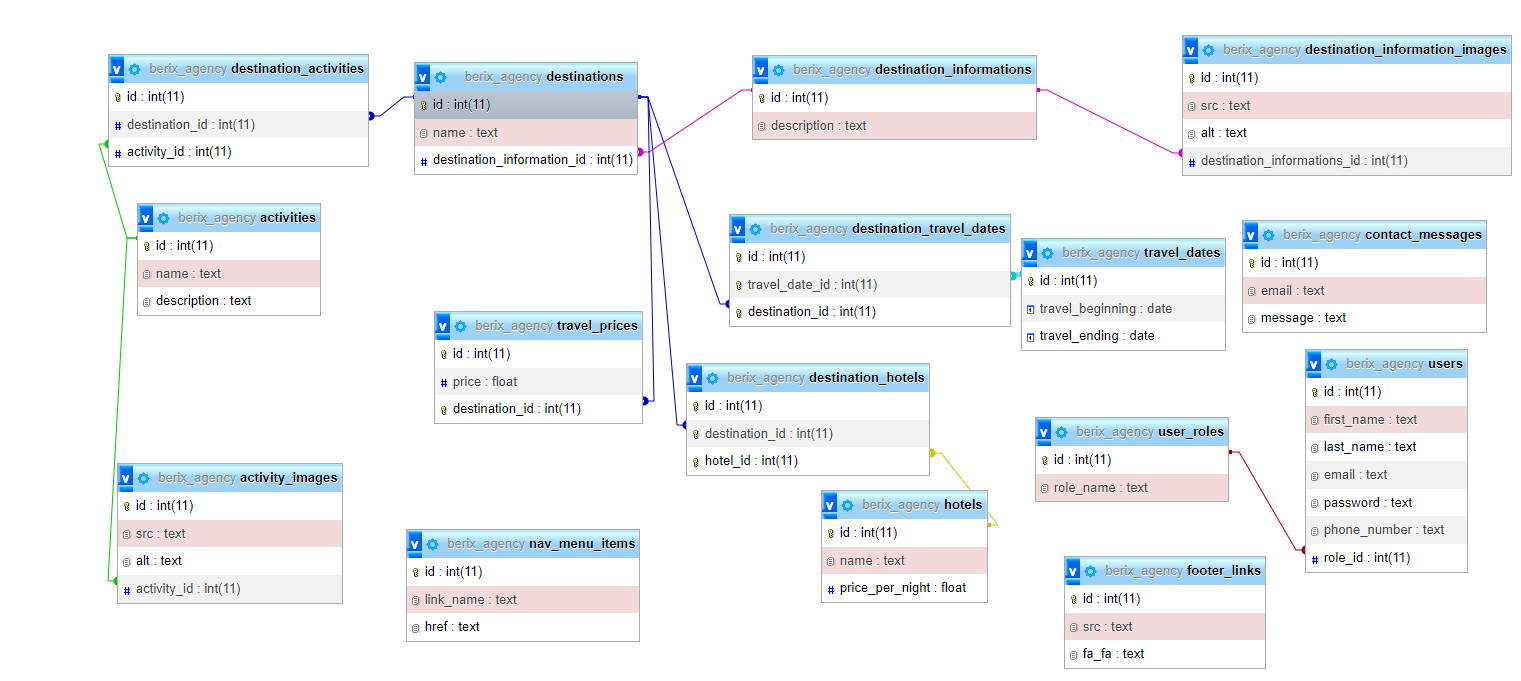 v berix_agency destination_activities
id : int(11)
# destination_id : int(11)
# activity_id : int(11)
v berix_agency destinations
id : int(11)
name : text
# destination_information_id : int(11)
v berix_agency destination_informations
id : int(11)
description : text
v berix_agency destination_information_images
id : int(11)
src : text
alt : text
# destination_informations_id : int(11)
v berix_agency activities
id : int(11)
name : text
description : text
v berix_agency destination_travel_dates
id : int(11)
travel_date_id : int(11)
destination_id : int(11)
v berix_agency travel_dates
id : int(11)
travel_beginning : date
travel_ending : date
v berix_agency contact_messages
id : int(11)
email : text
message : text
v berix_agency travel_prices
id : int(11)
# price : float
destination_id : int(11)
v berix_agency destination_hotels
id : int(11)
destination_id : int(11)
hotel_id : int(11)
v berix_agency users
id : int(11)
first_name : text
last_name : text
email : text
password : text
phone_number : text
# role_id : int(11)
v berix_agency user_roles
id : int(11)
role_name : text
v berix_agency activity_images
id : int(11)
src : text
alt : text
# activity_id : int(11)
v berix_agency nav_menu_items
id : int(11)
link_name : text
href : text
v berix_agency hotels
id : int(11)
name : text
# price_per_night : float
v berix_agency footer_links
id : int(11)
src : text
fa_fa : text